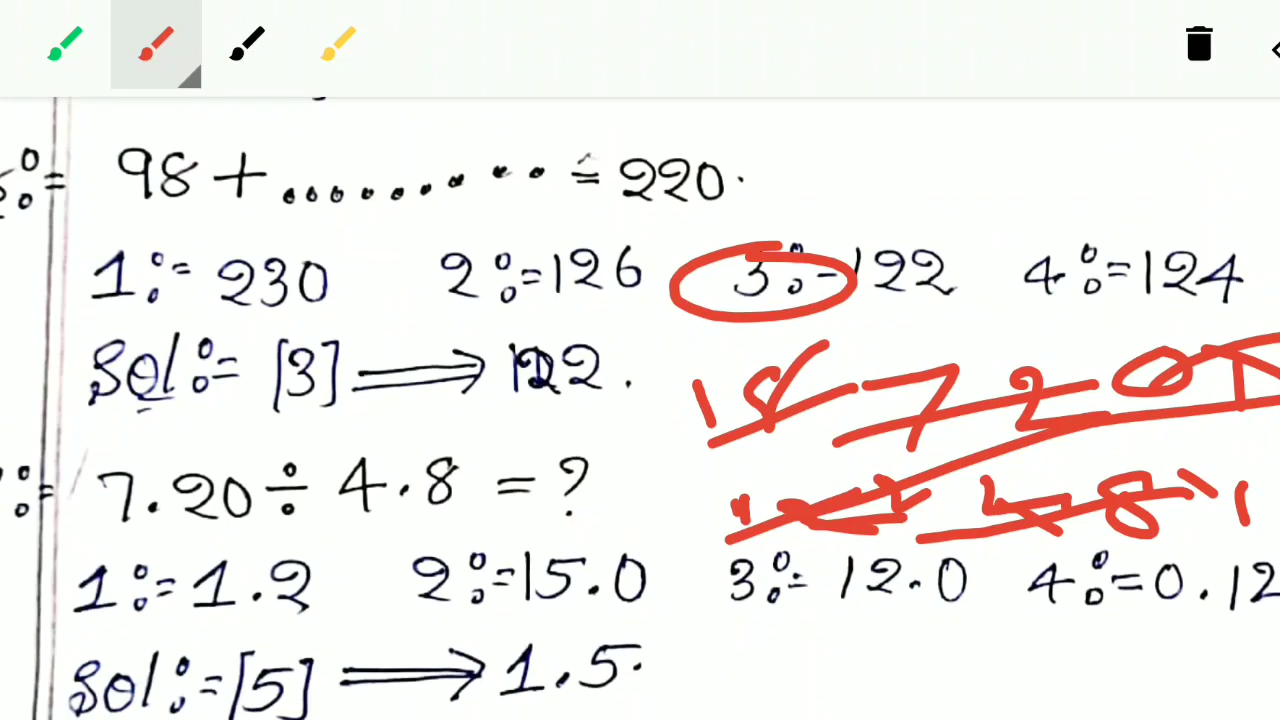 98 + ......... = 220.
1:= 230 2:=126 3:- 122 4:=124
Sol:= [3] ⟹ 122.
7.20 ÷ 4.8 = ?
1:= 1.2 2:=15.0 3:= 12.0 4:=0.12
Sol:= [5] ⟹ 1.5.